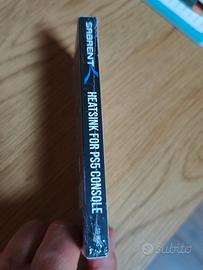 SABRENT
HEATSINK FOR PS5 CONSOLE
subito